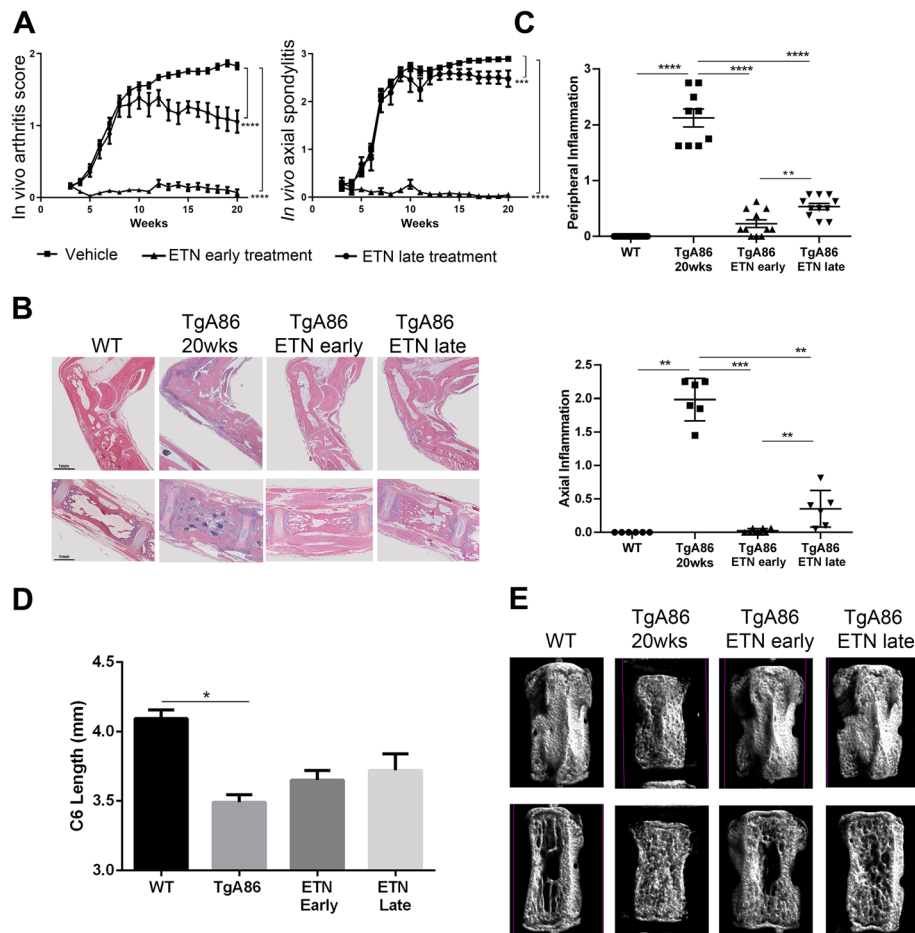 A
In vivo arthritis score
2
1
0
0
5
10
15
20
Weeks
****
****
In vivo axial spondylitis
3
2
1
0
0
5
10
15
20
Weeks
***
****
Vehicle
ETN early treatment
ETN late treatment
B
WT
TgA86
20wks
TgA86
ETN early
TgA86
ETN late
1mm
1mm
C
Peripheral Inflammation
3
2
1
0
****
****
****
**
WT
TgA86
20wks
TgA86
ETN early
TgA86
ETN late
Axial Inflammation
2.5
2.0
1.5
1.0
0.5
0.0
**
***
**
**
WT
TgA86
20wks
TgA86
ETN early
TgA86
ETN late
D
C6 Length (mm)
4.5
4.0
3.5
3.0
*
WT
TgA86
ETN
Early
ETN
Late
E
WT
TgA86
20wks
TgA86
ETN early
TgA86
ETN late